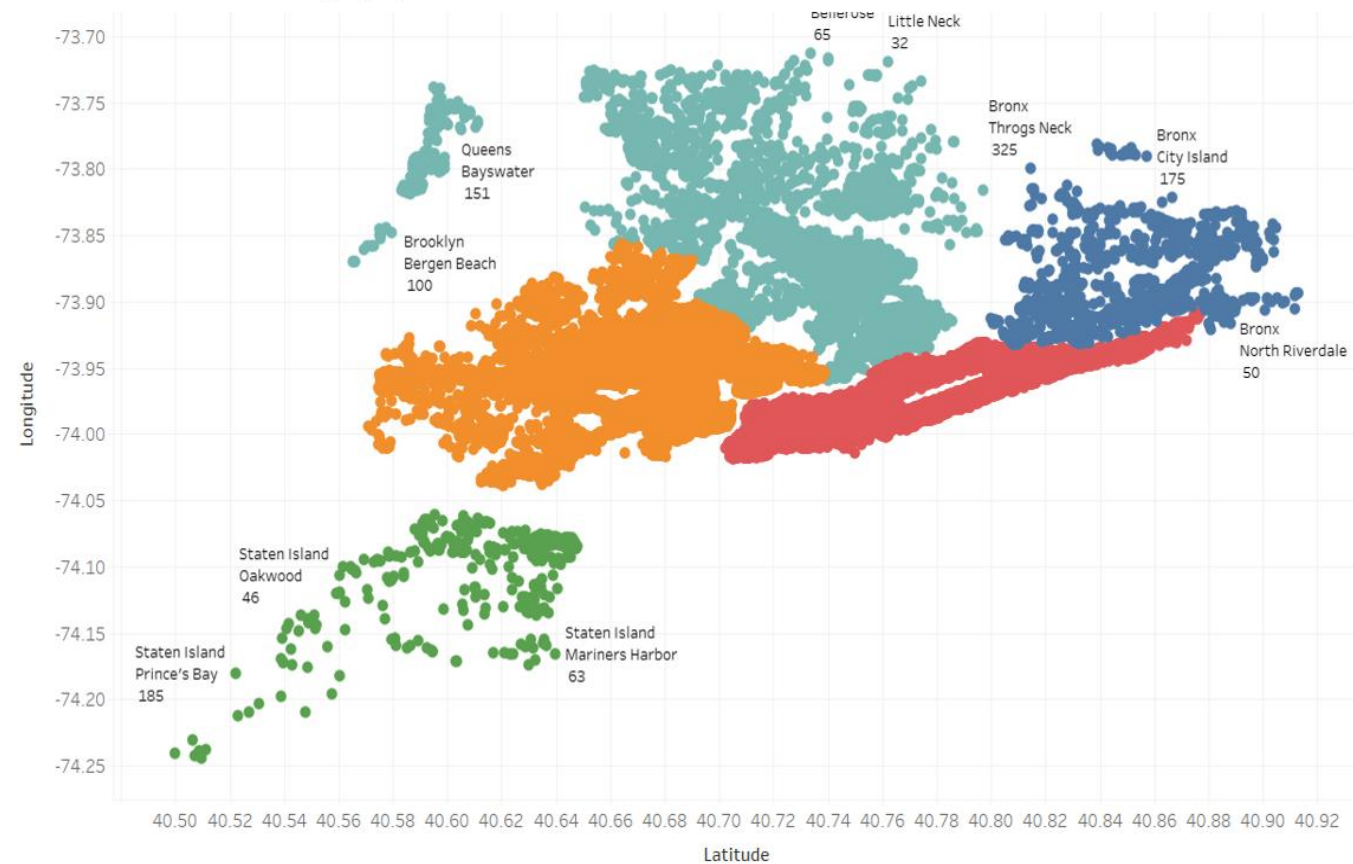 Bellerose
65
Little Neck
32
Bronx
Throgs Neck
325
Bronx
City Island
175
Queens
Bayswater
151
Brooklyn
Bergen Beach
100
Bronx
North Riverdale
50
Staten Island
Oakwood
46
Staten Island
Mariners Harbor
63
Staten Island
Prince's Bay
185
Longitude
-73.70
-73.75
-73.80
-73.85
-73.90
-73.95
-74.00
-74.05
-74.10
-74.15
-74.20
-74.25
40.50 40.52 40.54 40.56 40.58 40.60 40.62 40.64 40.66 40.68 40.70 40.72 40.74 40.76 40.78 40.80 40.82 40.84 40.86 40.88 40.90 40.92
Latitude